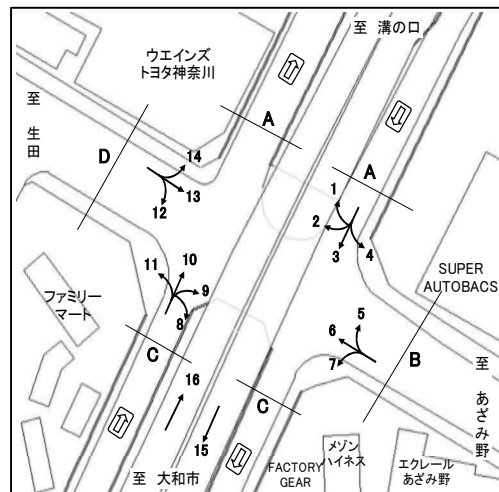 至 溝の口
ウエインズ
トヨタ神奈川
至 生田
A
A
D
14
13
12
1
2
3
4
SUPER
AUTOBACS
11
10
9
8
ファミリー
マート
5
6
7
B
C
C
16
15
至 あざみ野
至 大和市
FACTORY
GEAR
メゾン
ハイネス
エクレール
あざみ野